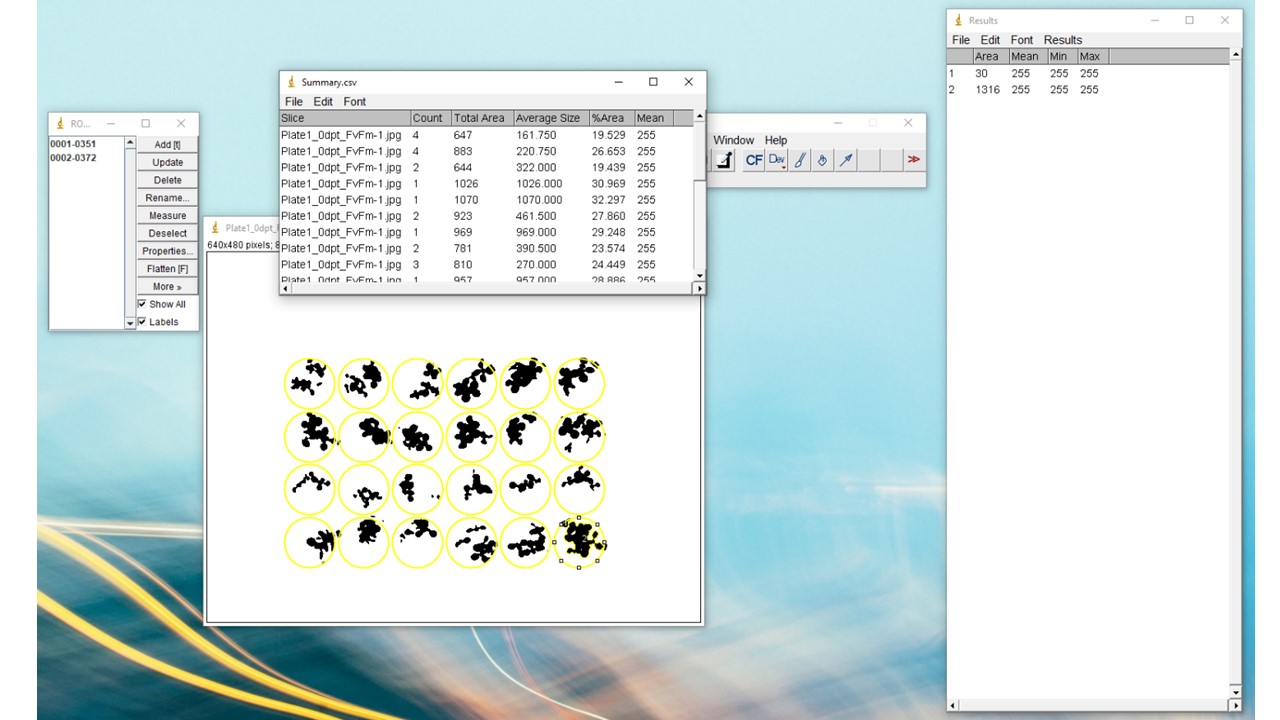 Results
File Edit Font Results
Area Mean Min Max
1 30 255 255 255
2 1316 255 255 255
Summary.csv
File Edit Font
Slice Count Total Area Average Size %Area Mean
Plate1_0dpt_FvFm-1.jpg 4 647 161.750 19.529 255
Plate1_0dpt_FvFm-1.jpg 4 883 220.750 26.653 255
Plate1_0dpt_FvFm-1.jpg 2 644 322.000 19.439 255
Plate1_0dpt_FvFm-1.jpg 1 1026 1026.000 30.969 255
Plate1_0dpt_FvFm-1.jpg 1 1070 1070.000 32.297 255
Plate1_0dpt_FvFm-1.jpg 2 923 461.500 27.860 255
Plate1_0dpt_FvFm-1.jpg 1 969 969.000 29.248 255
Plate1_0dpt_FvFm-1.jpg 2 781 390.500 23.574 255
Plate1_0dpt_FvFm-1.jpg 3 810 270.000 24.449 255
Plate1_0dpt_FvFm-1.jpg 1 957 957.000 28.886 255
Window Help
CF Dev
RO...
0001-0351
0002-0372
Add [t]
Update
Delete
Rename...
Measure
Deselect
Properties...
Flatten [F]
More »
Show All
Labels
Plate1_0dpt_F
640x480 pixels; 8